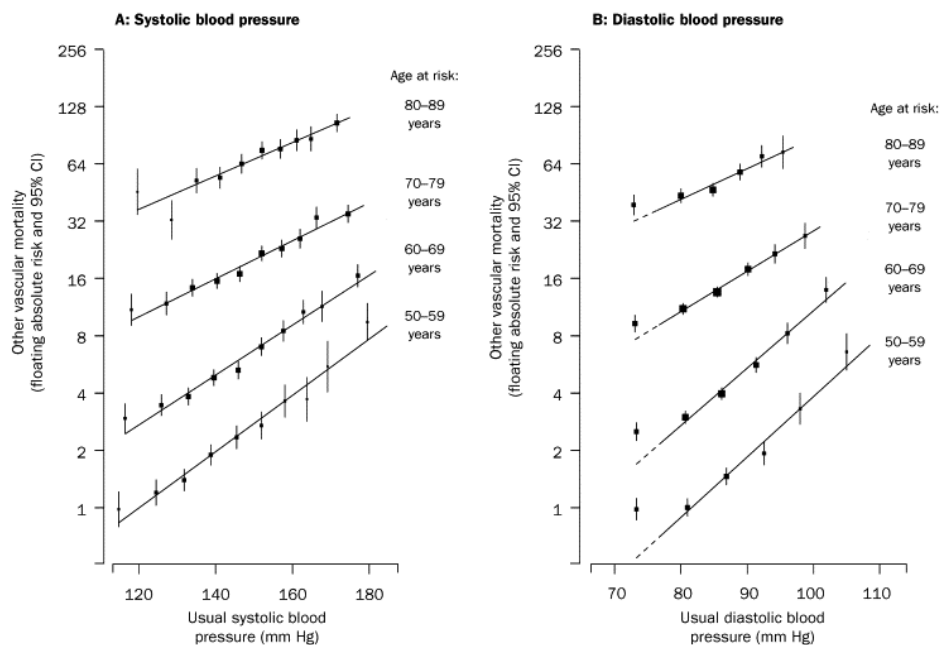 A: Systolic blood pressure
256
128
64
32
16
8
4
2
1
Other vascular mortality
(floating absolute risk and 95% CI)
Age at risk:
80–89
years
70–79
years
60–69
years
50–59
years
120
140
160
180
Usual systolic blood
pressure (mm Hg)
B: Diastolic blood pressure
256
128
64
32
16
8
4
2
1
Other vascular mortality
(floating absolute risk and 95% CI)
Age at risk:
80–89
years
70–79
years
60–69
years
50–59
years
70
80
90
100
110
Usual diastolic blood
pressure (mm Hg)